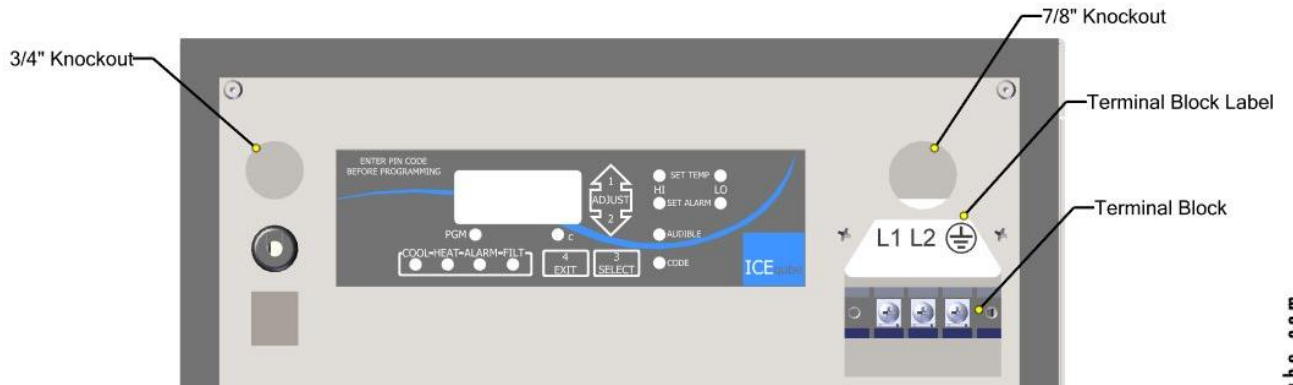 7/8" Knockout
3/4" Knockout
Terminal Block Label
Terminal Block
ENTER PIN CODE
BEFORE PROGRAMMING
1
ADJUST
2
SET TEMP
HI LO
SET ALARM
PGM
C
AUDIBLE
COOL HEAT ALARM FILT
4
EXIT
3
SELECT
CODE
ICEqube
L1 L2